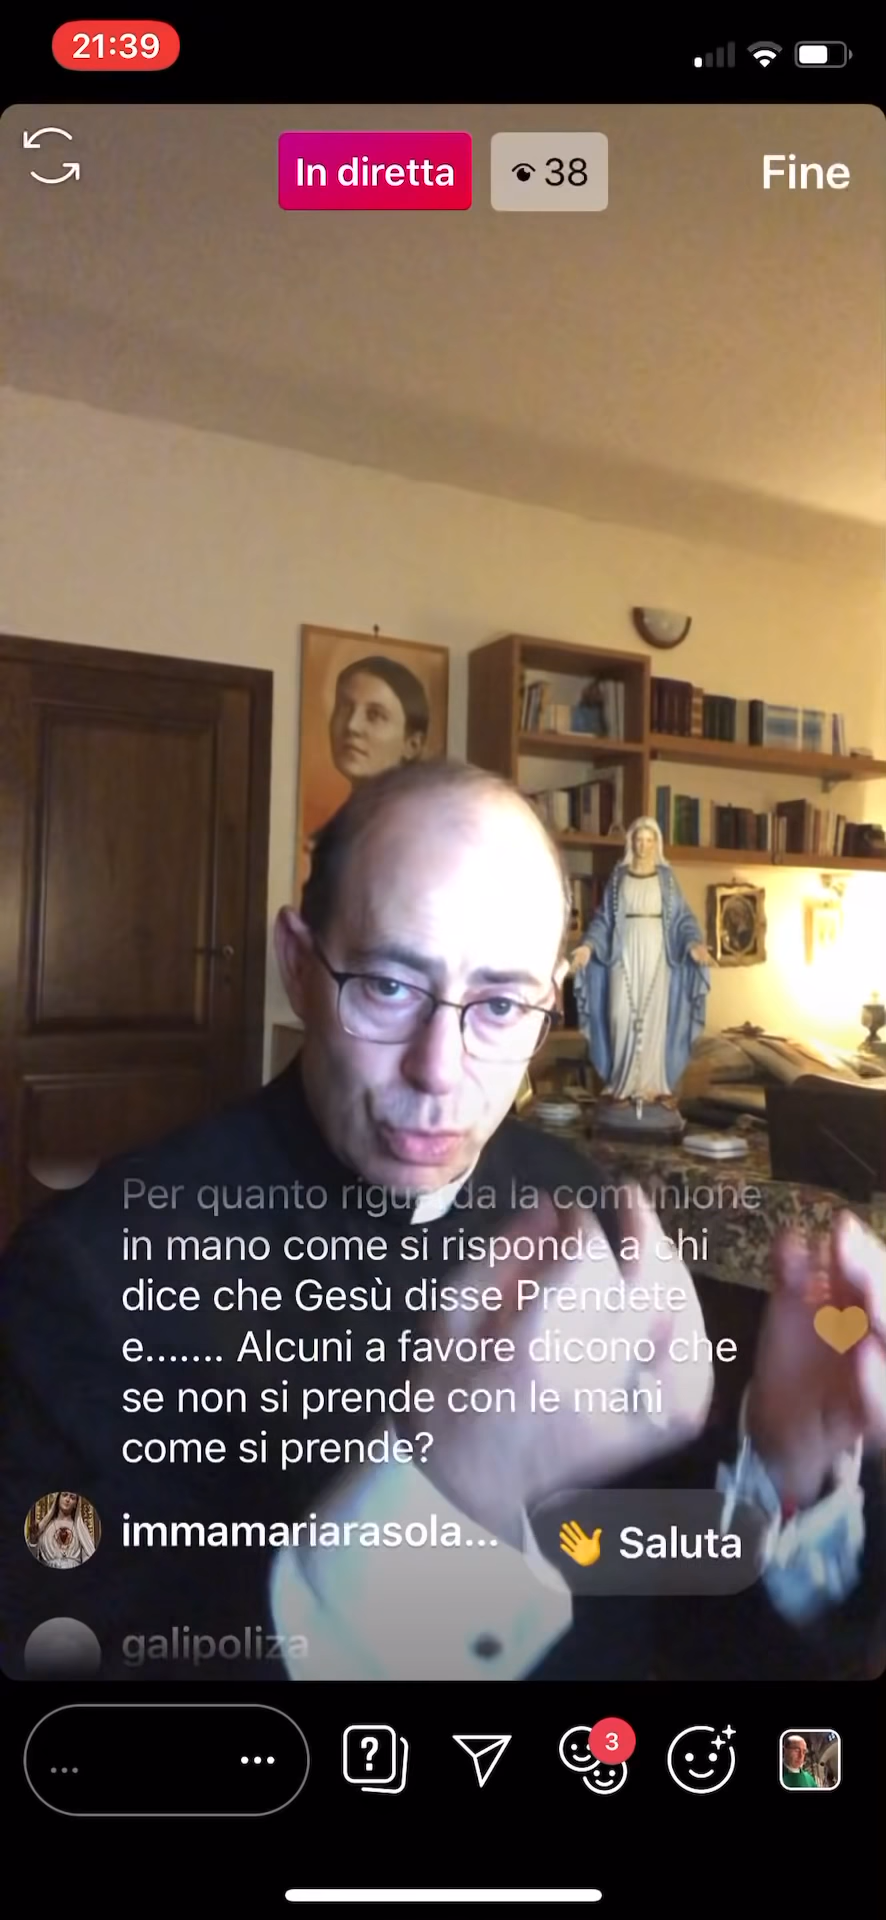 21:39
In diretta
38
Fine
Per quanto riguarda la comunione
in mano come si risponde a chi
dice che Gesù disse Prendete
e....... Alcuni a favore dicono che
se non si prende con le mani
come si prende?
immamariarasola...
👋 Saluta
galipoliza
...
?
3